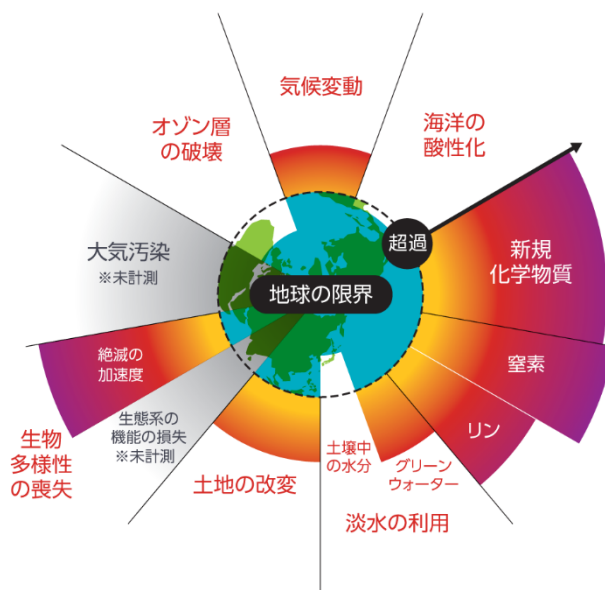 気候変動
オゾン層
の破壊
海洋の
酸性化
超過
大気汚染
※未計測
新規
化学物質
地球の限界
絶滅の
加速度
窒素
生態系の
機能の損失
※未計測
リン
生物
多様性
の喪失
土地の改変
土壌中
の水分
グリーン
ウォーター
淡水の利用